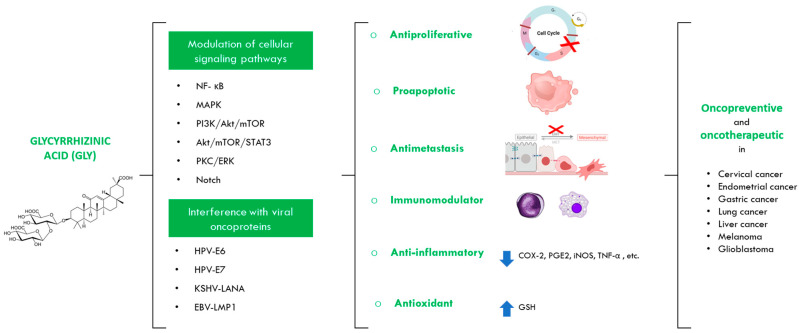 GLYCYRRHIZINIC
ACID (GLY)
HOOC
HOOC
COOH
Modulation of cellular
signaling pathways
• NF- κB
• MAPK
• PI3K/Akt/mTOR
• Akt/mTOR/STAT3
• PKC/ERK
• Notch
Interference with viral
oncoproteins
• HPV-E6
• HPV-E7
• KSHV-LANA
• EBV-LMP1
○ Antiproliferative
Cell Cycle
○ Proapoptotic
○ Antimetastasis
Epithelial
Mesenchymal
○ Immunomodulator
○ Anti-inflammatory
COX-2, PGE2, iNOS, TNF-α , etc.
○ Antioxidant
GSH
Oncopreventive
and
oncotherapeutic
in
• Cervical cancer
• Endometrial cancer
• Gastric cancer
• Lung cancer
• Liver cancer
• Melanoma
• Glioblastoma